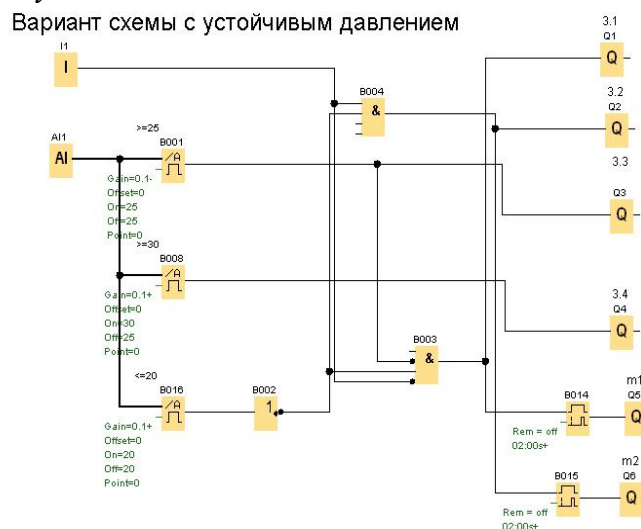 Вариант схемы с устойчивым давлением
I1
I
AI1
AI
>=25
B001
/A
Gain=0.1-
Offset=0
On=25
Off=25
Point=0
>=30
B008
/A
Gain=0.1+
Offset=0
On=30
Off=25
Point=0
<=20
B016
/A
Gain=0.1+
Offset=0
On=20
Off=20
Point=0
B002
1
B004
&
B003
&
3.1
Q1
Q
3.2
Q2
Q
3.3
Q3
Q
3.4
Q4
Q
B014
Rem = off
02:00s+
m1
Q5
Q
B015
Rem = off
02:00s+
m2
Q6
Q